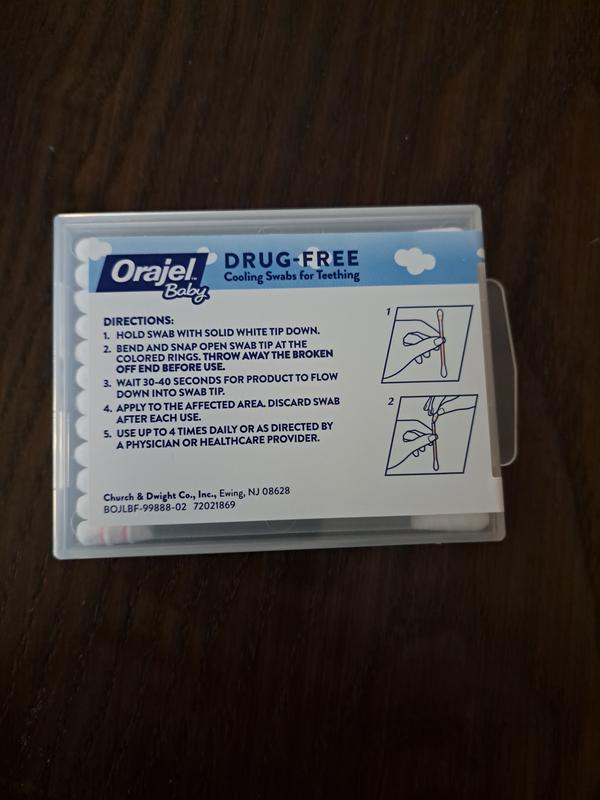 Orajel™
Baby
DRUG-FREE
Cooling Swabs for Teething
DIRECTIONS:
1. HOLD SWAB WITH SOLID WHITE TIP DOWN.
2. BEND AND SNAP OPEN SWAB TIP AT THE
COLORED RINGS. THROW AWAY THE BROKEN
OFF END BEFORE USE.
3. WAIT 30-40 SECONDS FOR PRODUCT TO FLOW
DOWN INTO SWAB TIP.
4. APPLY TO THE AFFECTED AREA. DISCARD SWAB
AFTER EACH USE.
5. USE UP TO 4 TIMES DAILY OR AS DIRECTED BY
A PHYSICIAN OR HEALTHCARE PROVIDER.
1
2
Church & Dwight Co., Inc., Ewing, NJ 08628
BOJLBF-99888-02 72021869